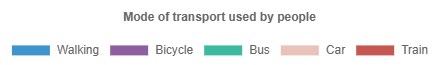 Mode of transport used by people
Walking Bicycle Bus Car Train